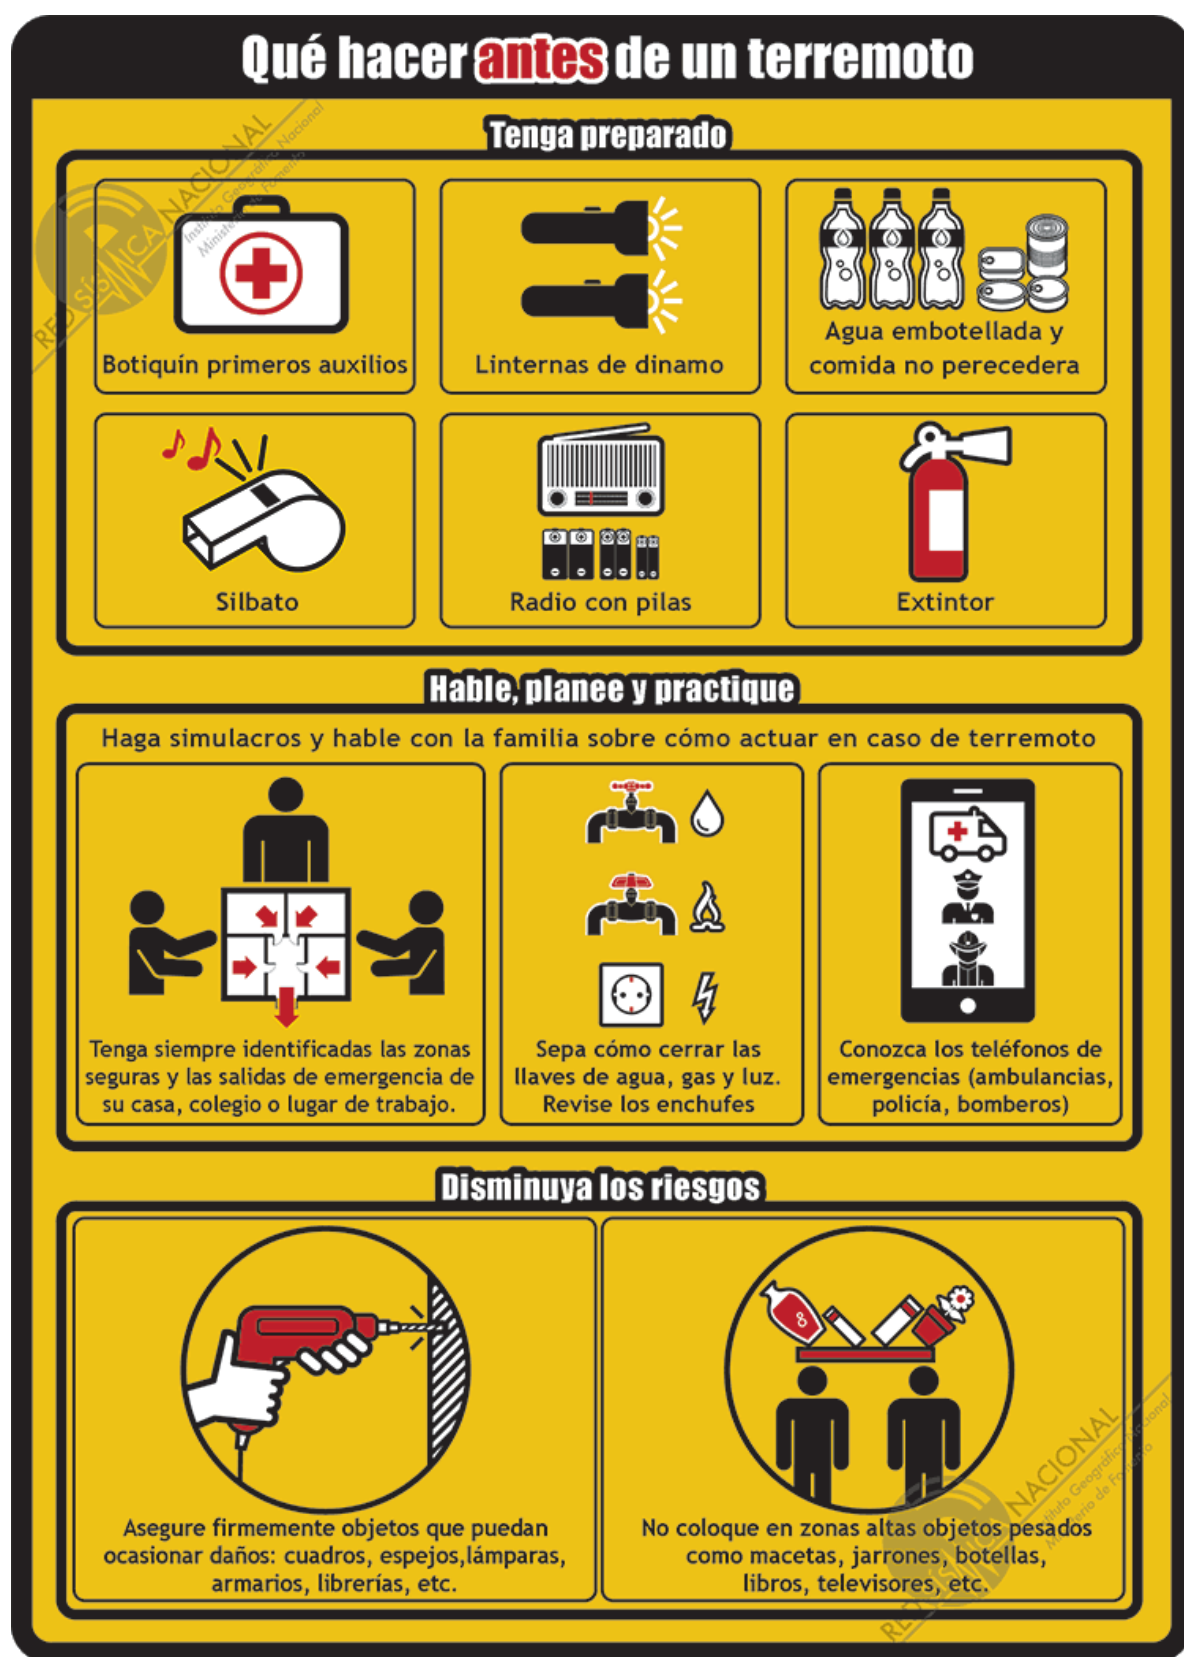 Qué hacer antes de un terremoto
Tenga preparado
Botiquín primeros auxilios
Linternas de dinamo
Agua embotellada y
comida no perecedera
Silbato
Radio con pilas
Extintor
Hable, planee y practique
Haga simulacros y hable con la familia sobre cómo actuar en caso de terremoto
Tenga siempre identificadas las zonas
seguras y las salidas de emergencia de
su casa, colegio o lugar de trabajo.
Sepa cómo cerrar las
llaves de agua, gas y luz.
Revise los enchufes
Conozca los teléfonos de
emergencias (ambulancias,
policía, bomberos)
Disminuya los riesgos
Asegure firmemente objetos que puedan
ocasionar daños: cuadros, espejos,lámparas,
armarios, librerías, etc.
No coloque en zonas altas objetos pesados
como macetas, jarrones, botellas,
libros, televisores, etc.
RED SÍSMICA NACIONAL
Instituto Geográfico Nacional
Ministerio de Fomento
RED SÍSMICA NACIONAL
Instituto Geográfico Nacional
Ministerio de Fomento